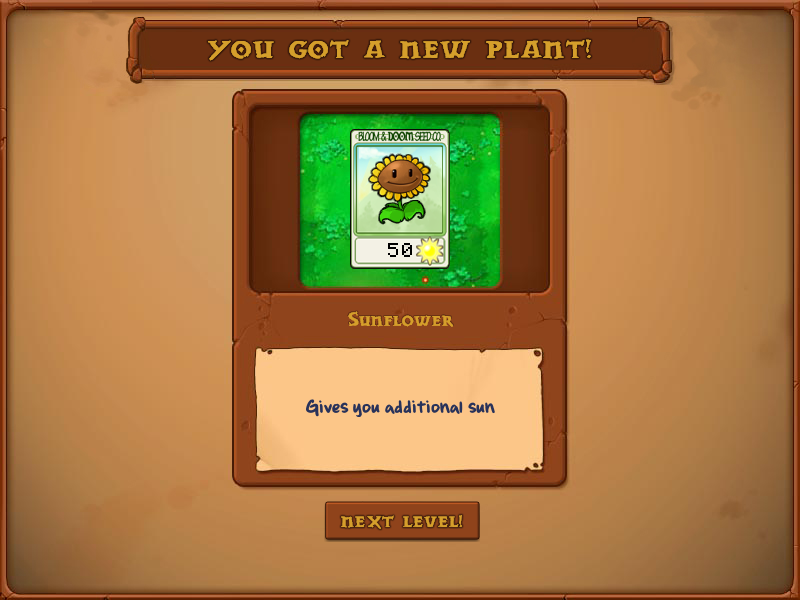 YOU GOT A NEW PLANT!
BLOOM & DOOM SEED CO.
50
Sunflower
Gives you additional sun
NEXT LEVEL!